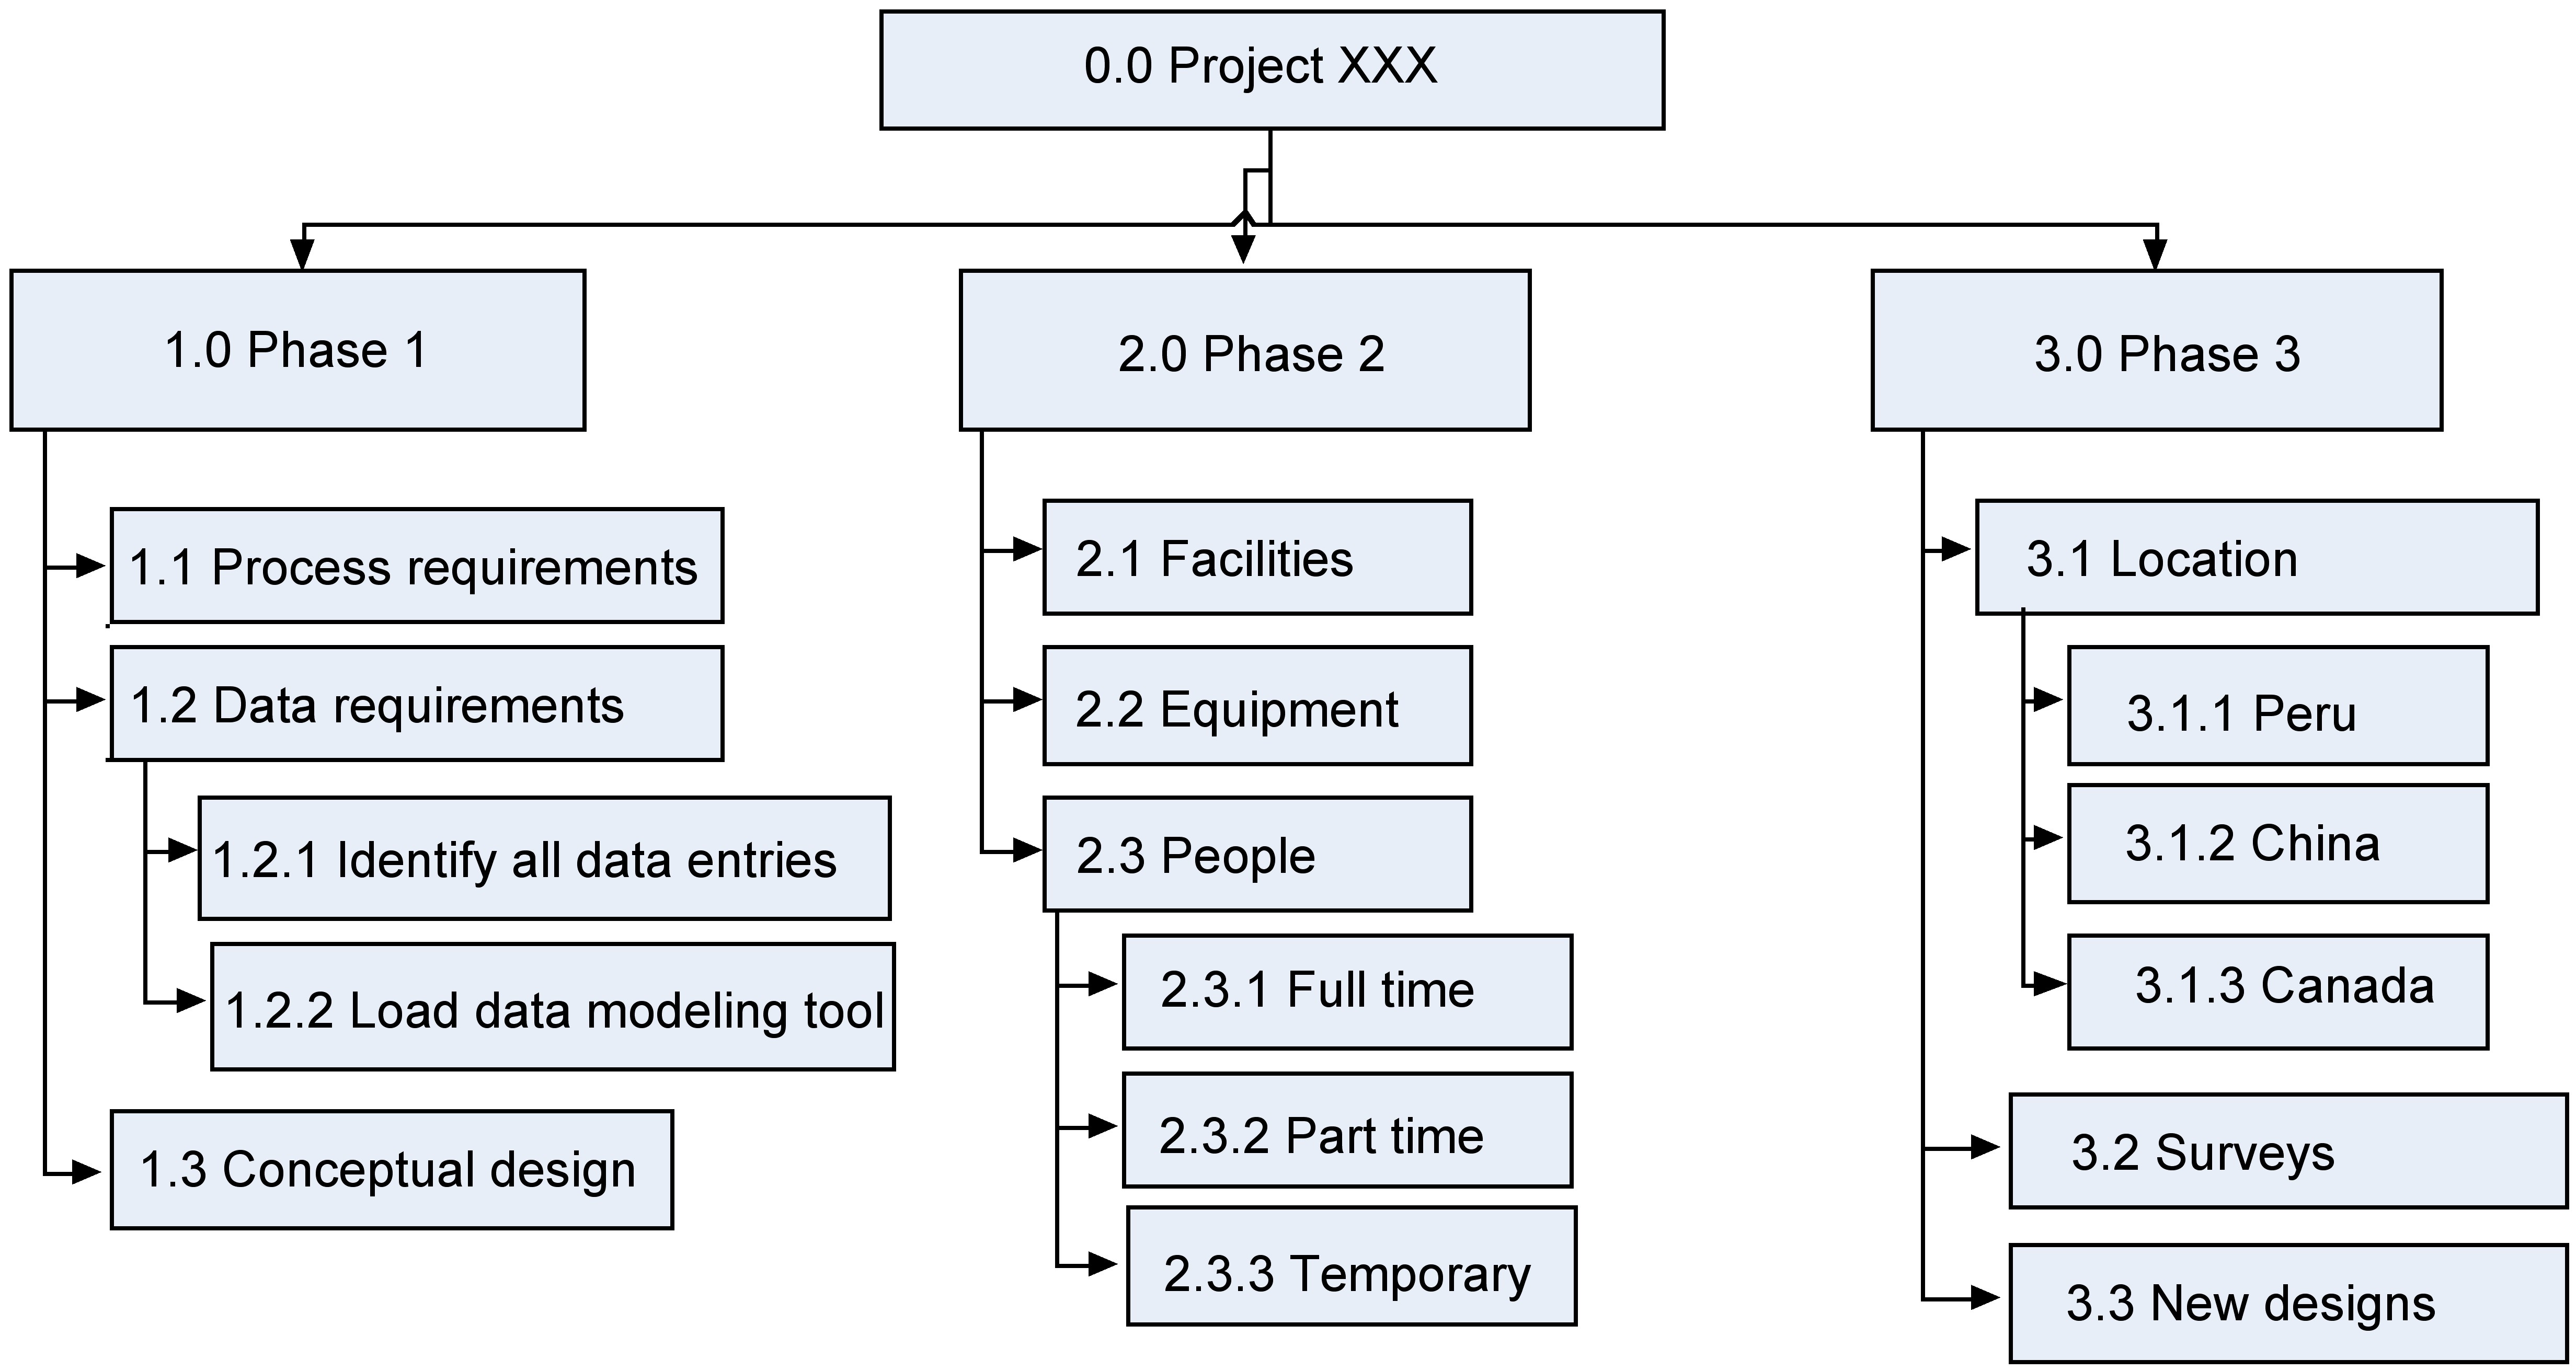 0.0 Project XXX
1.0 Phase 1
1.1 Process requirements
1.2 Data requirements
1.2.1 Identify all data entries
1.2.2 Load data modeling tool
1.3 Conceptual design
2.0 Phase 2
2.1 Facilities
2.2 Equipment
2.3 People
2.3.1 Full time
2.3.2 Part time
2.3.3 Temporary
3.0 Phase 3
3.1 Location
3.1.1 Peru
3.1.2 China
3.1.3 Canada
3.2 Surveys
3.3 New designs